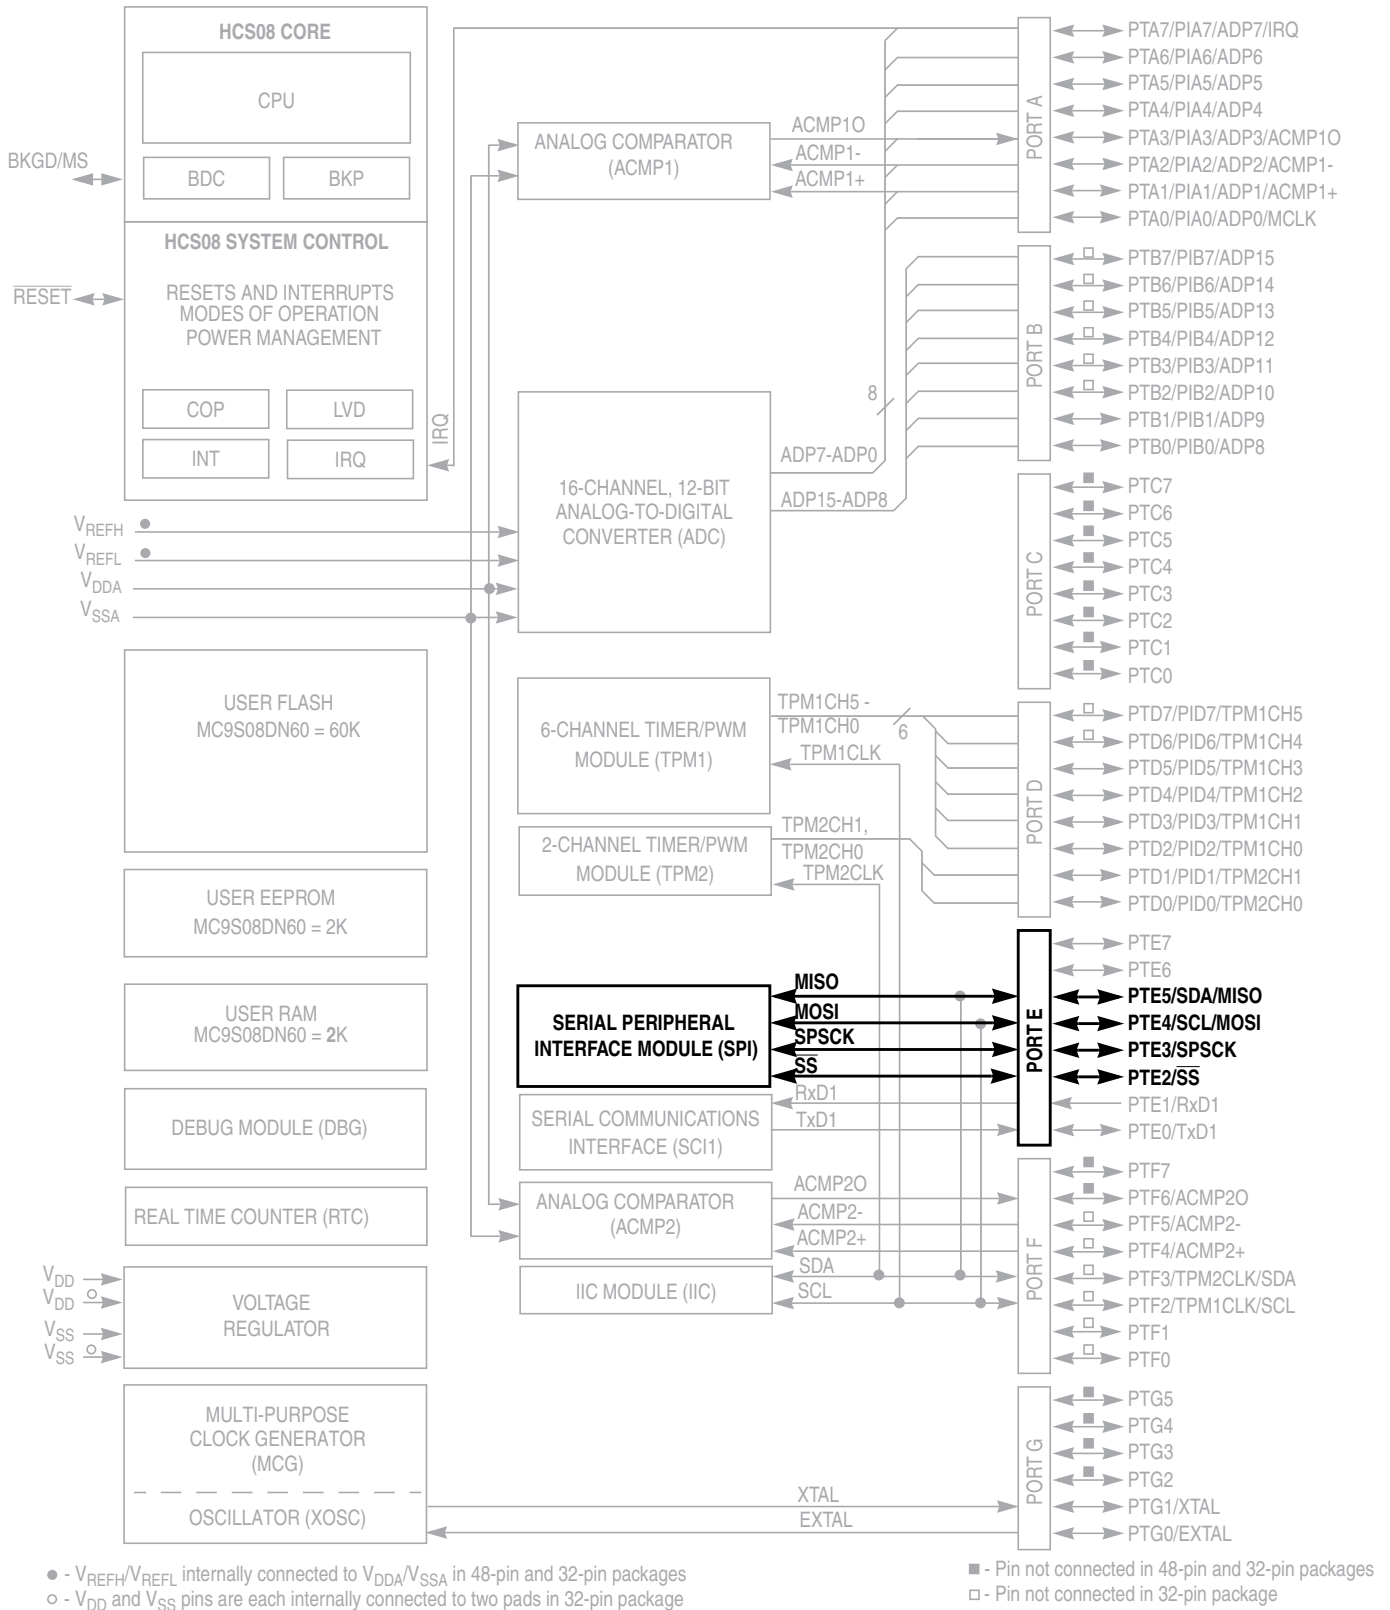 HCS08 CORE
CPU
BDC
BKP
BKGD/MS
HCS08 SYSTEM CONTROL
RESETS AND INTERRUPTS
MODES OF OPERATION
POWER MANAGEMENT
RESET
COP
LVD
INT
IRQ
IRQ
VREFH
VREFL
VDDA
VSSA
USER FLASH
MC9S08DN60 = 60K
USER EEPROM
MC9S08DN60 = 2K
USER RAM
MC9S08DN60 = 2K
DEBUG MODULE (DBG)
REAL TIME COUNTER (RTC)
VDD
VDD
VSS
VSS
VOLTAGE
REGULATOR
MULTI-PURPOSE
CLOCK GENERATOR
(MCG)
OSCILLATOR (XOSC)
ANALOG COMPARATOR
(ACMP1)
ACMP1O
ACMP1-
ACMP1+
16-CHANNEL, 12-BIT
ANALOG-TO-DIGITAL
CONVERTER (ADC)
8
ADP7-ADP0
ADP15-ADP8
6-CHANNEL TIMER/PWM
MODULE (TPM1)
TPM1CH5 -
TPM1CH0
6
TPM1CLK
2-CHANNEL TIMER/PWM
MODULE (TPM2)
TPM2CH1,
TPM2CH0
TPM2CLK
SERIAL PERIPHERAL
INTERFACE MODULE (SPI)
MISO
MOSI
SPSCK
SS
SERIAL COMMUNICATIONS
INTERFACE (SCI1)
RxD1
TxD1
ANALOG COMPARATOR
(ACMP2)
ACMP2O
ACMP2-
ACMP2+
IIC MODULE (IIC)
SDA
SCL
XTAL
EXTAL
PORT A
PTA7/PIA7/ADP7/IRQ
PTA6/PIA6/ADP6
PTA5/PIA5/ADP5
PTA4/PIA4/ADP4
PTA3/PIA3/ADP3/ACMP1O
PTA2/PIA2/ADP2/ACMP1-
PTA1/PIA1/ADP1/ACMP1+
PTA0/PIA0/ADP0/MCLK
PORT B
PTB7/PIB7/ADP15
PTB6/PIB6/ADP14
PTB5/PIB5/ADP13
PTB4/PIB4/ADP12
PTB3/PIB3/ADP11
PTB2/PIB2/ADP10
PTB1/PIB1/ADP9
PTB0/PIB0/ADP8
PORT C
PTC7
PTC6
PTC5
PTC4
PTC3
PTC2
PTC1
PTC0
PORT D
PTD7/PID7/TPM1CH5
PTD6/PID6/TPM1CH4
PTD5/PID5/TPM1CH3
PTD4/PID4/TPM1CH2
PTD3/PID3/TPM1CH1
PTD2/PID2/TPM1CH0
PTD1/PID1/TPM2CH1
PTD0/PID0/TPM2CH0
PORT E
PTE7
PTE6
PTE5/SDA/MISO
PTE4/SCL/MOSI
PTE3/SPSCK
PTE2/SS
PTE1/RxD1
PTE0/TxD1
PORT F
PTF7
PTF6/ACMP2O
PTF5/ACMP2-
PTF4/ACMP2+
PTF3/TPM2CLK/SDA
PTF2/TPM1CLK/SCL
PTF1
PTF0
PORT G
PTG5
PTG4
PTG3
PTG2
PTG1/XTAL
PTG0/EXTAL
● - VREFH/VREFL internally connected to VDDA/VSSA in 48-pin and 32-pin packages
○ - VDD and VSS pins are each internally connected to two pads in 32-pin package
■ - Pin not connected in 48-pin and 32-pin packages
□ - Pin not connected in 32-pin package